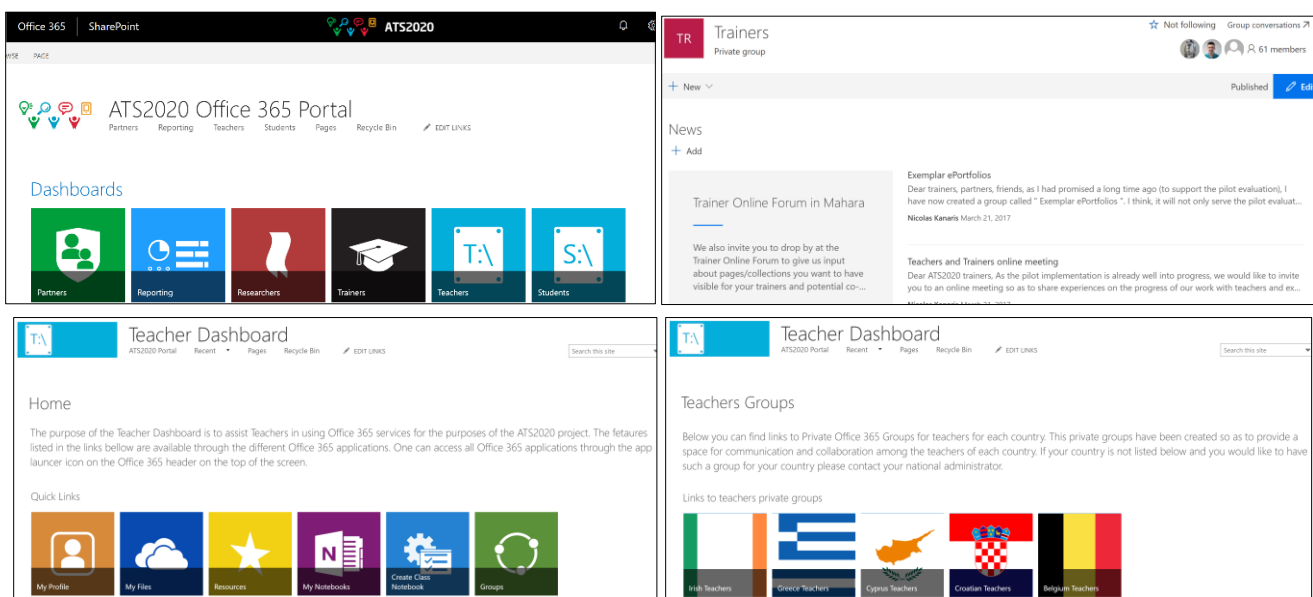 Office 365 SharePoint ATS2020
PAGE
ATS2020 Office 365 Portal
Partners Reporting Teachers Students Pages Recycle Bin EDIT LINKS
Dashboards
T:\ S:\
Partners Reporting Researchers Trainers Teachers Students
TR
Trainers
Private group
Not following Group conversations
61 members
New
Published Edi
News
Add
Trainer Online Forum in Mahara
We also invite you to drop by at the
Trainer Online Forum to give us input
about pages/collections you want to have
visible for your trainers and potential co-...
Exemplar ePortfolios
Dear trainers, partners, friends, as I had promised a long time ago (to support the pilot evaluation), I
have now created a group called " Exemplar ePortfolios ". I think, it will not only serve the pilot evaluat...
Nicolas Kanaris March 21, 2017
Teachers and Trainers online meeting
Dear ATS2020 trainers, As the pilot implementation is already well into progress, we would like to invite
you to an online meeting so as to share experiences on the progress of our work with teachers and ex...
Nicolas Kanaris March 21, 2017
T:\
Teacher Dashboard
ATS2020 Portal Recent Pages Recycle Bin EDIT LINKS
Search this site
Home
The purpose of the Teacher Dashboard is to assist Teachers in using Office 365 services for the purposes of the ATS2020 project. The fetaures
listed in the links bellow are available through the different Office 365 applications. One can access all Office 365 applications through the app
launcer icon on the Office 365 header on the top of the screen.
Quick Links
N
My Profile My Files Resources My Notebooks Create Class Notebook Groups
T:\
Teacher Dashboard
ATS2020 Portal Recent Pages Recycle Bin EDIT LINKS
Search this site
Teachers Groups
Below you can find links to Private Office 365 Groups for teachers for each country. This private groups have been created so as to provide a
space for communication and collaboration among the teachers of each country. If your country is not listed below and you would like to have
such a group for your country please contact your national administrator.
Links to teachers private groups
Irish Teachers Greece Teachers Cyprus Teachers Croatian Teachers Belgium Teachers